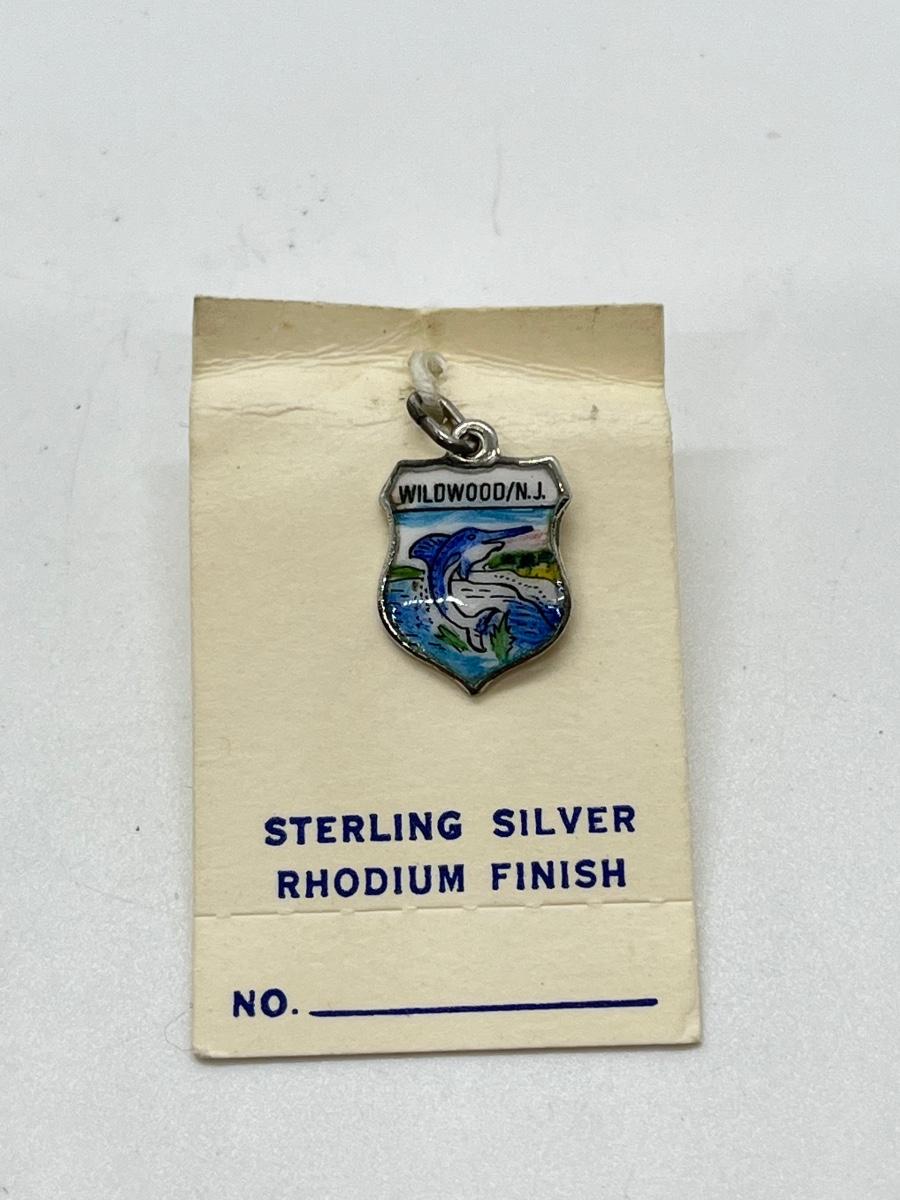 WILDWOOD/N.J.
STERLING SILVER
RHODIUM FINISH
NO.